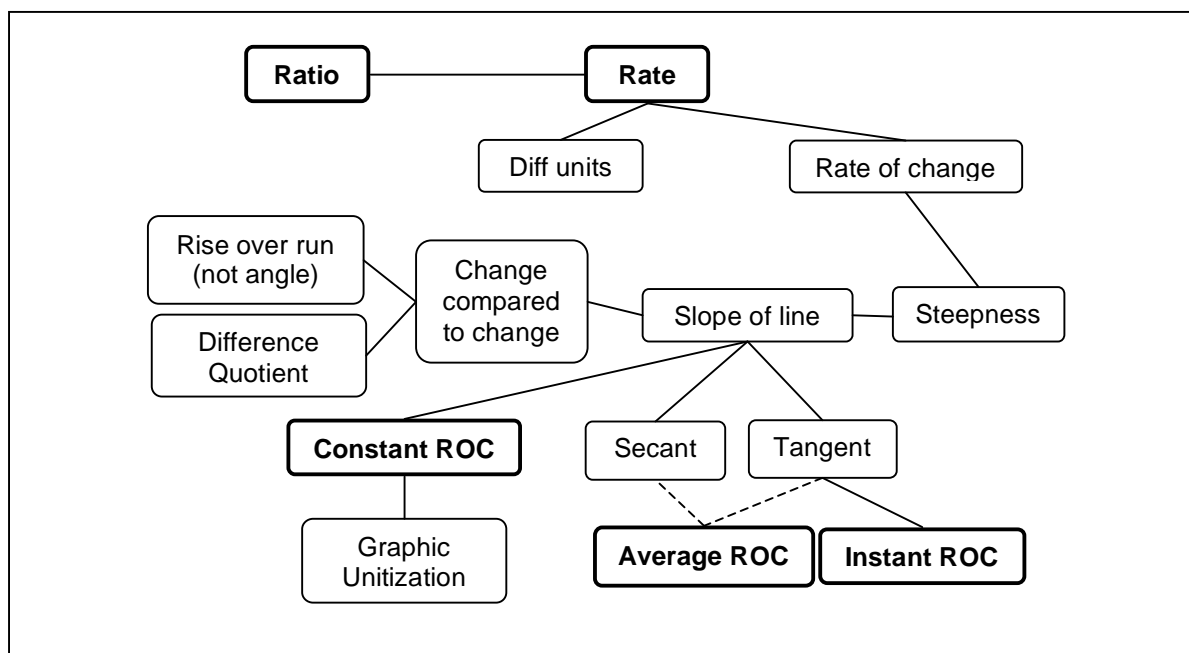 Ratio
Rate
Diff units
Rate of change
Rise over run
(not angle)
Change
compared
to change
Slope of line
Steepness
Difference
Quotient
Constant ROC
Secant
Tangent
Graphic
Unitization
Average ROC
Instant ROC